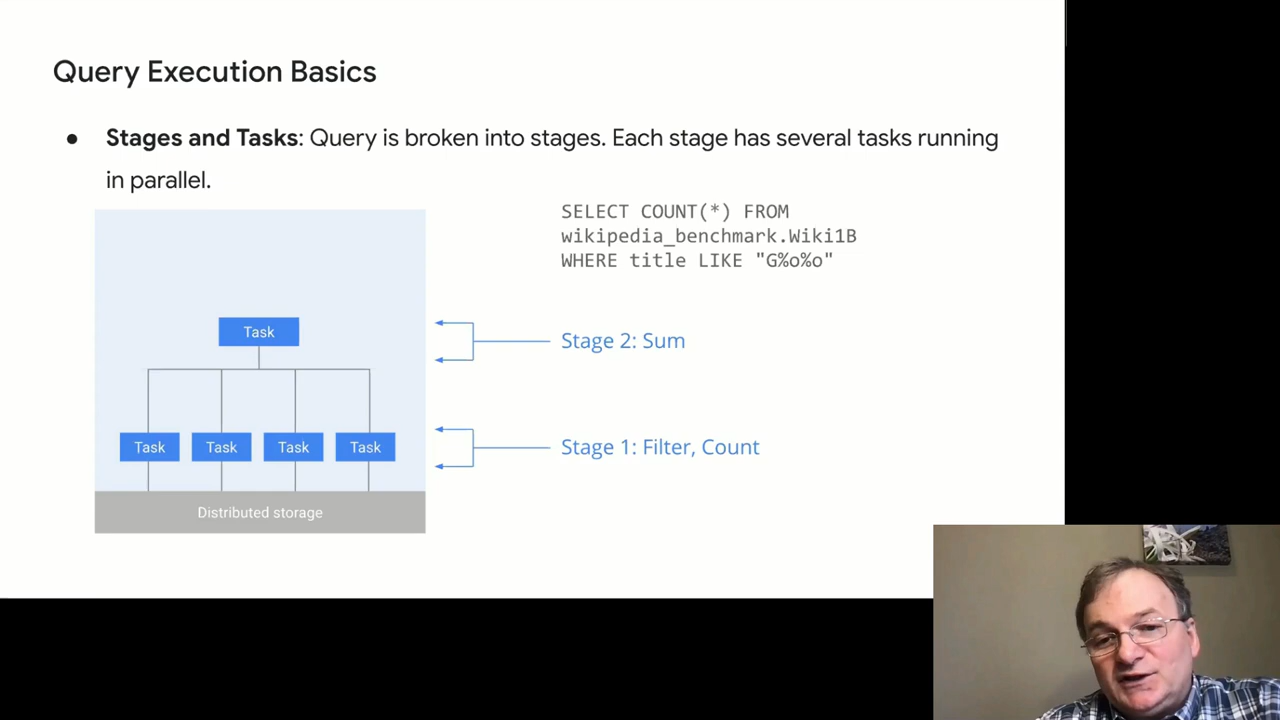 Query Execution Basics
● Stages and Tasks: Query is broken into stages. Each stage has several tasks running
in parallel.
SELECT COUNT(*) FROM
wikipedia_benchmark.Wiki1B
WHERE title LIKE "G%o%o"
Task
Stage 2: Sum
Task Task Task Task
Stage 1: Filter, Count
Distributed storage